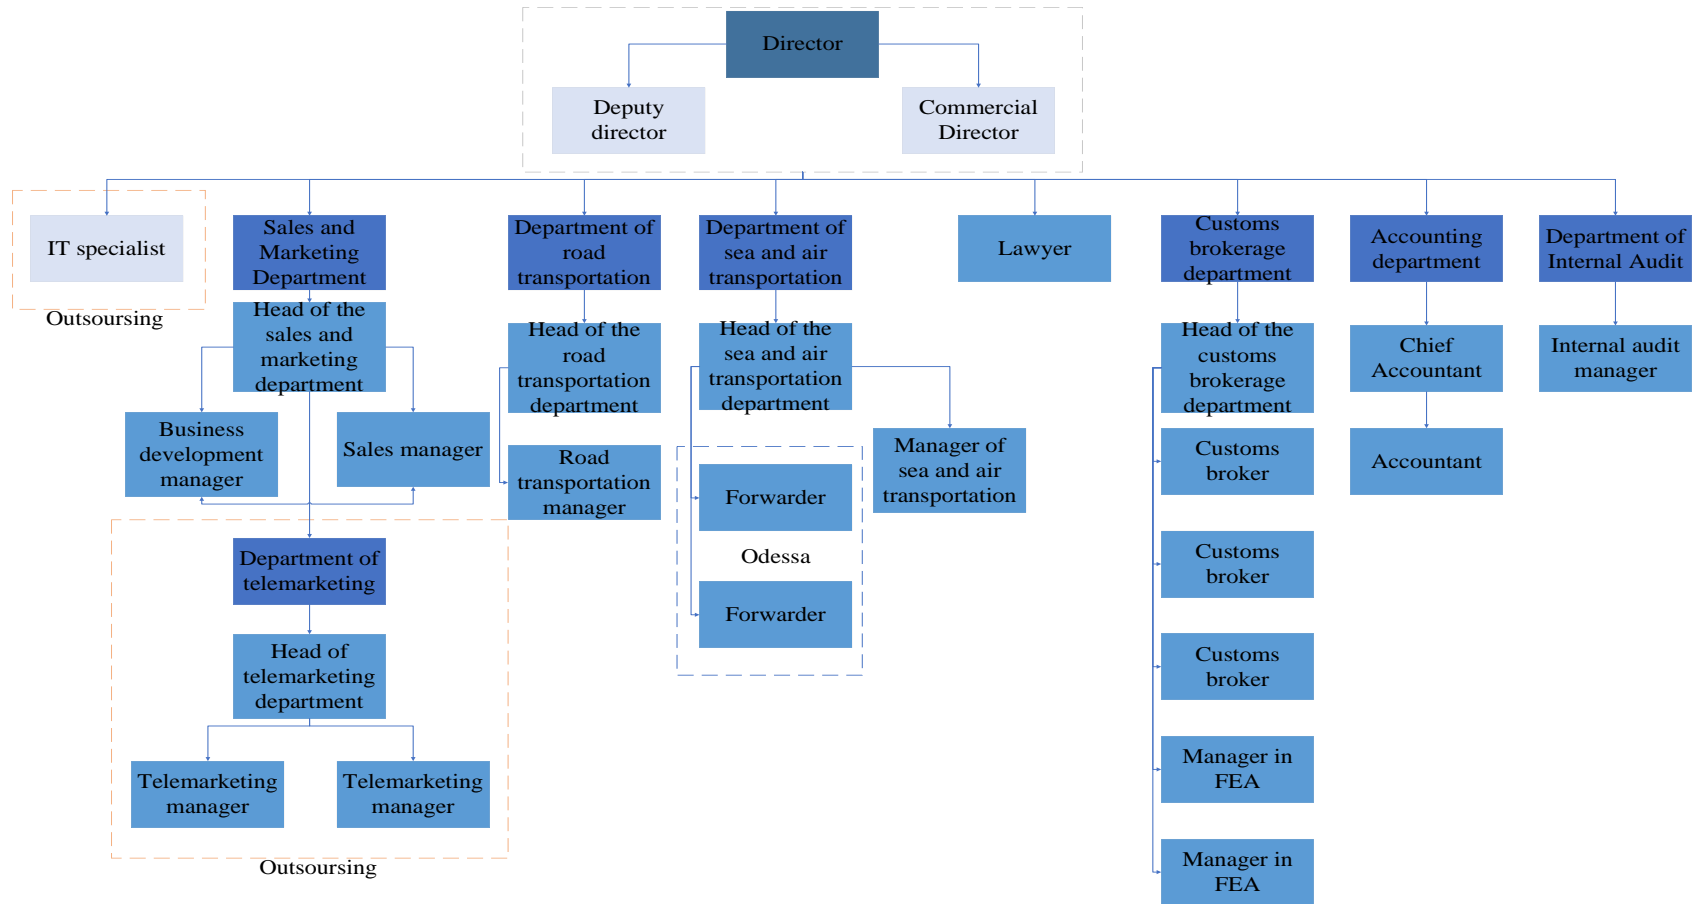 Director
Deputy
director
Commercial
Director
IT specialist
Outsoursing
Sales and
Marketing
Department
Department of
road
transportation
Department of
sea and air
transportation
Lawyer
Customs
brokerage
department
Accounting
department
Department of
Internal Audit
Head of the
sales and
marketing
department
Head of the
road
transportation
department
Head of the
sea and air
transportation
department
Head of the
customs
brokerage
department
Chief
Accountant
Internal audit
manager
Business
development
manager
Sales manager
Road
transportation
manager
Forwarder
Odessa
Forwarder
Manager of
sea and air
transportation
Customs
broker
Accountant
Customs
broker
Customs
broker
Manager in
FEA
Manager in
FEA
Department of
telemarketing
Head of
telemarketing
department
Telemarketing
manager
Telemarketing
manager
Outsoursing